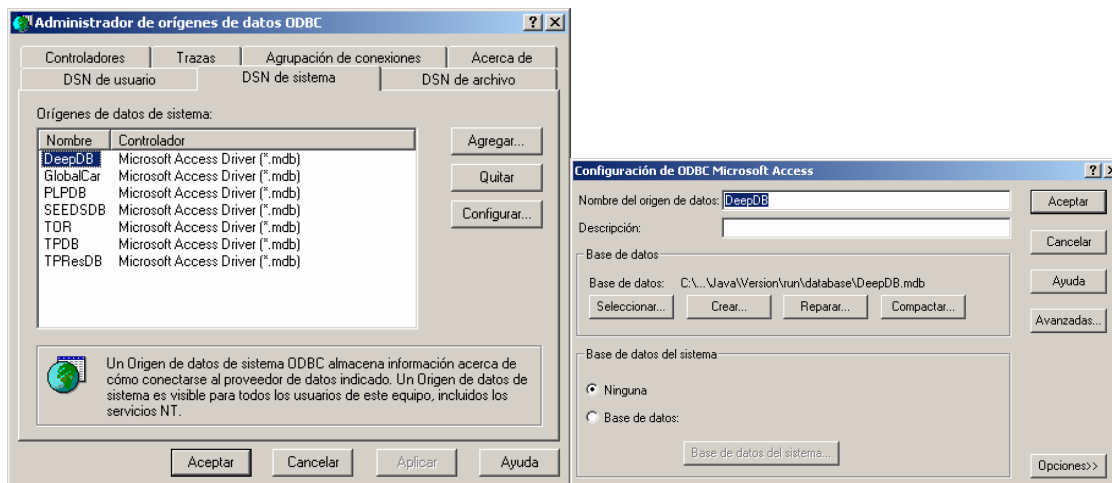 Administrador de orígenes de datos ODBC
Controladores Trazas Agrupación de conexiones Acerca de
DSN de usuario DSN de sistema DSN de archivo
Orígenes de datos de sistema:
Nombre Controlador
DeepDB Microsoft Access Driver (*.mdb)
GlobalCar Microsoft Access Driver (*.mdb)
PLPDB Microsoft Access Driver (*.mdb)
SEEDSDB Microsoft Access Driver (*.mdb)
TOR Microsoft Access Driver (*.mdb)
TPDB Microsoft Access Driver (*.mdb)
TPResDB Microsoft Access Driver (*.mdb)
Agregar...
Quitar
Configurar...
Un Origen de datos de sistema ODBC almacena información acerca de
cómo conectarse al proveedor de datos indicado. Un Origen de datos de
sistema es visible para todos los usuarios de este equipo, incluidos los
servicios NT.
Aceptar Cancelar Aplicar Ayuda
Configuración de ODBC Microsoft Access
Nombre del origen de datos: DeepDB
Descripción:
Aceptar
Cancelar
Ayuda
Avanzadas...
Base de datos
Base de datos: C:\...\Java\Version\run\database\DeepDB.mdb
Seleccionar... Crear... Reparar... Compactar...
Base de datos del sistema
Ninguna
Base de datos:
Base de datos del sistema...
Opciones>>